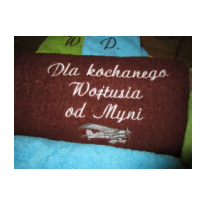 W. D.
Dla kochanego
Wojtusia
od Myni